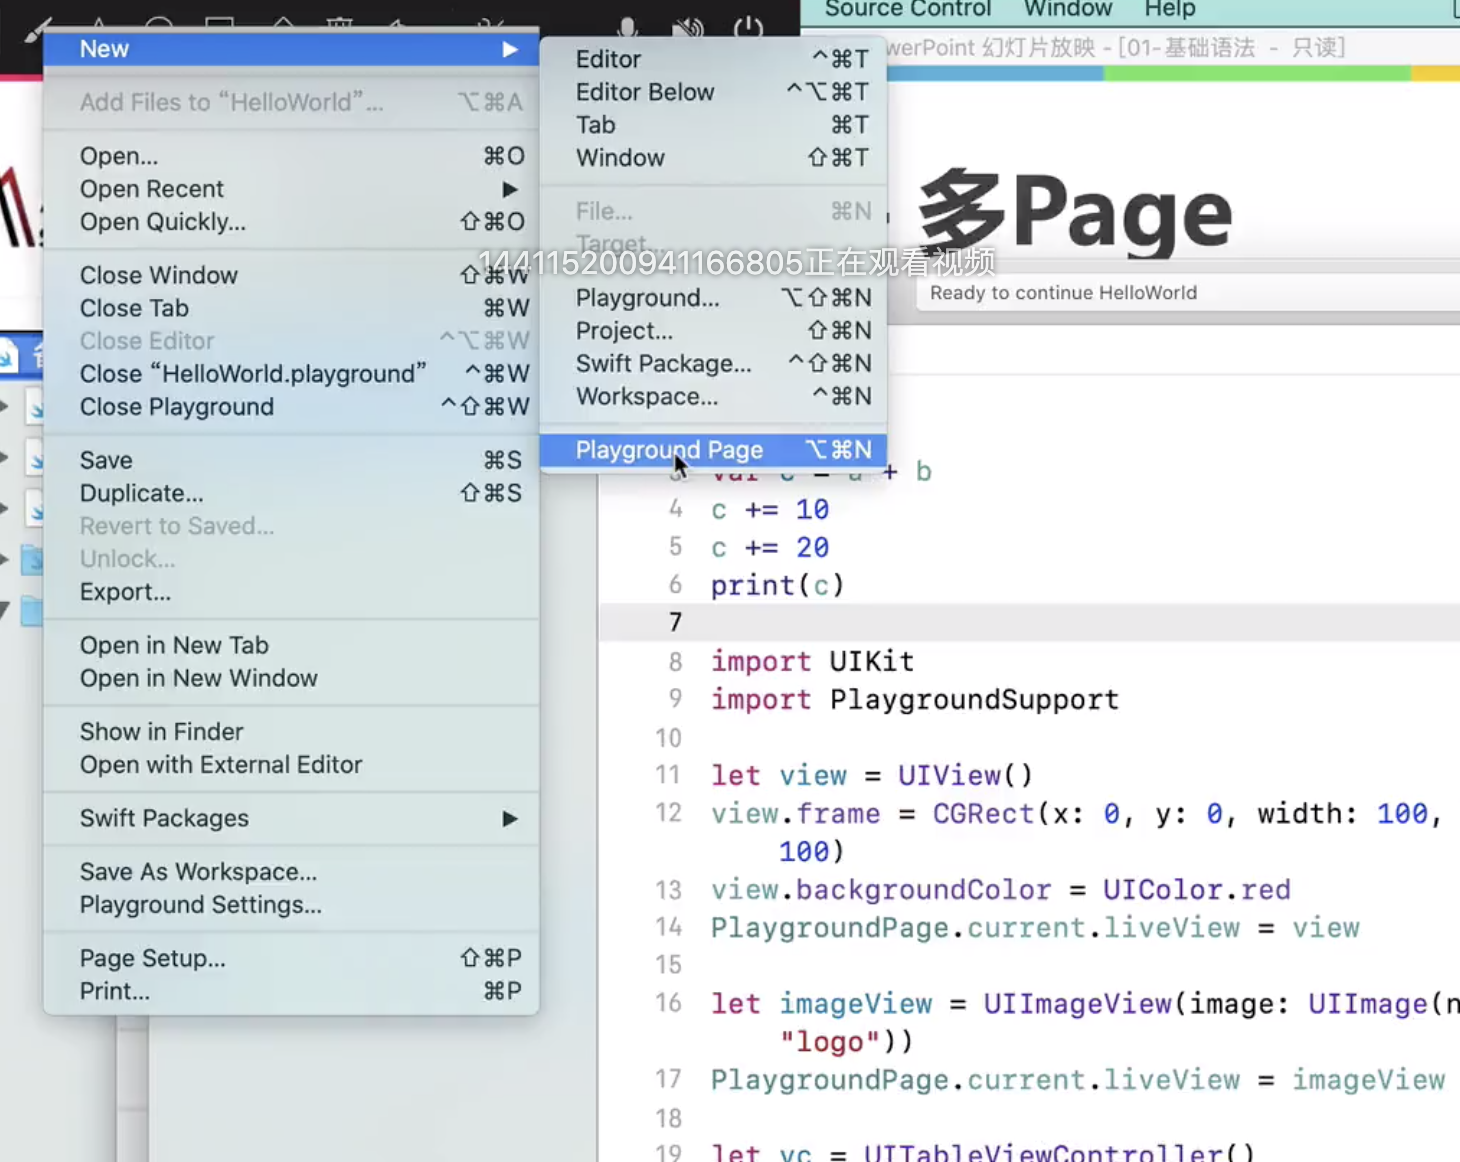 Source Control Window Help
werPoint 幻灯片放映 - [01-基础语法 - 只读]
New
Add Files to “HelloWorld”... ⌥⌘A
Open... ⌘O
Open Recent
Open Quickly... ⇧⌘O
Close Window ⇧⌘W
Close Tab ⌘W
Close Editor ^⌥⌘W
Close “HelloWorld.playground” ^⌘W
Close Playground ^⇧⌘W
Save ⌘S
Duplicate... ⇧⌘S
Revert to Saved...
Unlock...
Export...
Open in New Tab
Open in New Window
Show in Finder
Open with External Editor
Swift Packages
Save As Workspace...
Playground Settings...
Page Setup... ⇧⌘P
Print... ⌘P
Editor ^⌘T
Editor Below ^⌥⌘T
Tab ⌘T
Window ⇧⌘T
File... ⌘N
Target...
144115200941166805正在观看视频
Playground... ⌥⇧⌘N
Project... ⇧⌘N
Swift Package... ^⇧⌘N
Workspace... ^⌘N
Playground Page ⌥⌘N
多Page
Ready to continue HelloWorld
3 var c = a + b
4 c += 10
5 c += 20
6 print(c)
7
8 import UIKit
9 import PlaygroundSupport
10
11 let view = UIView()
12 view.frame = CGRect(x: 0, y: 0, width: 100,
100)
13 view.backgroundColor = UIColor.red
14 PlaygroundPage.current.liveView = view
15
16 let imageView = UIImageView(image: UIImage(n
"logo"))
17 PlaygroundPage.current.liveView = imageView
18
19 let vc = UITableViewController()